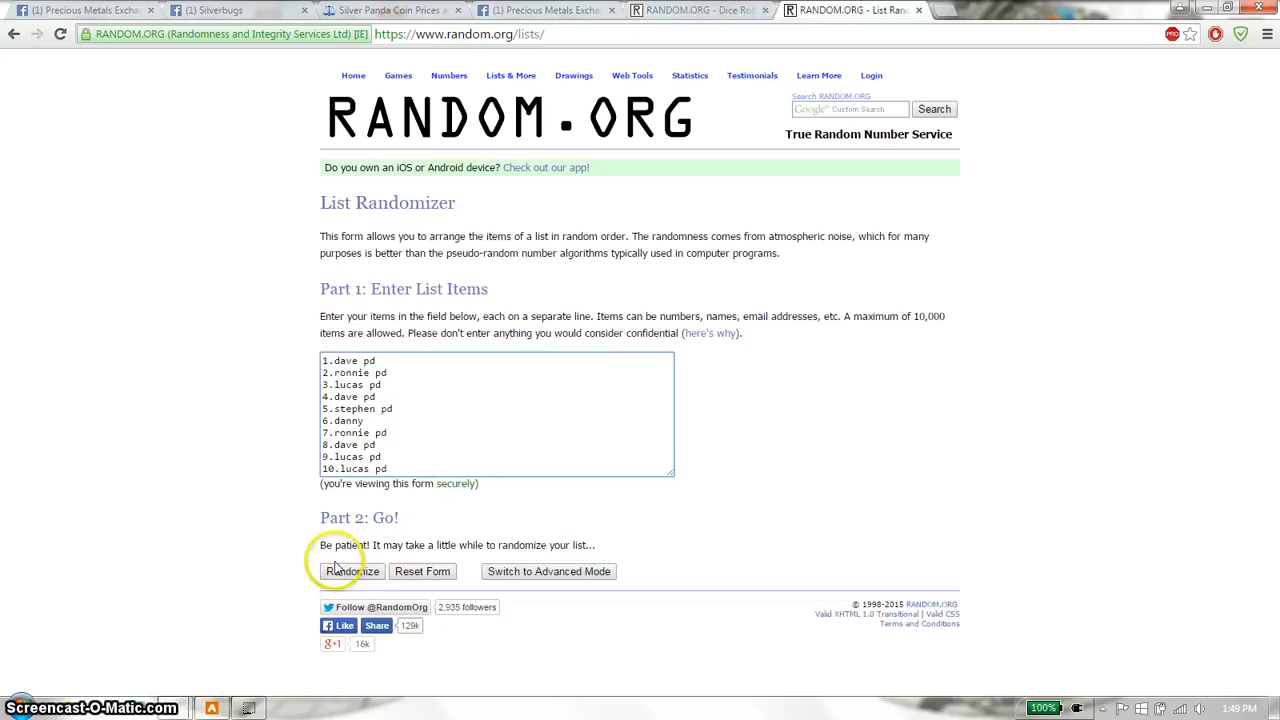 Precious Metals Excha
Silverbugs
Silver Panda Coin Prices a
Precious Metals Exchan
RANDOM.ORG - Dice Roll
RANDOM.ORG - List Rand
RANDOM.ORG (Randomness and Integrity Services Ltd) [IE] https://www.random.org/lists/
PRO
Home Games Numbers Lists & More Drawings Web Tools Statistics Testimonials Learn More Login
Search RANDOM.ORG
RANDOM.ORG
Google™ Custom Search Search
True Random Number Service
Do you own an iOS or Android device? Check out our app!
List Randomizer
This form allows you to arrange the items of a list in random order. The randomness comes from atmospheric noise, which for many
purposes is better than the pseudo-random number algorithms typically used in computer programs.
Part 1: Enter List Items
Enter your items in the field below, each on a separate line. Items can be numbers, names, email addresses, etc. A maximum of 10,000
items are allowed. Please don't enter anything you would consider confidential (here's why).
1.dave pd
2.ronnie pd
3.lucas pd
4.dave pd
5.stephen pd
6.danny
7.ronnie pd
8.dave pd
9.lucas pd
10.lucas pd
(you're viewing this form securely)
Part 2: Go!
Be patient! It may take a little while to randomize your list...
Randomize Reset Form Switch to Advanced Mode
Follow @RandomOrg 2,935 followers
Like Share 129k
g+1 16k
© 1998-2015 RANDOM.ORG
Valid XHTML 1.0 Transitional | Valid CSS
Terms and Conditions
Screencast-O-Matic.com
100%
1:49 PM